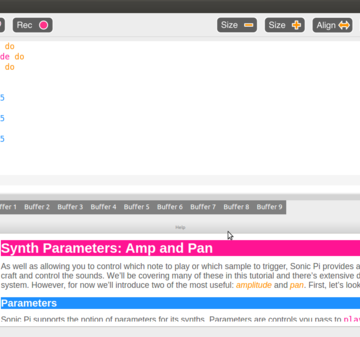 Rec Size Size Align
do
de do
do
5
5
5
ffer 1 Buffer 2 Buffer 3 Buffer 4 Buffer 5 Buffer 6 Buffer 7 Buffer 8 Buffer 9
Help
Synth Parameters: Amp and Pan
As well as allowing you to control which note to play or which sample to trigger, Sonic Pi provides a
craft and control the sounds. We'll be covering many of these in this tutorial and there's extensive d
system. However, for now we'll introduce two of the most useful: amplitude and pan. First, let's look
Parameters
Sonic Pi supports the notion of parameters for its synths. Parameters are controls you pass to pla